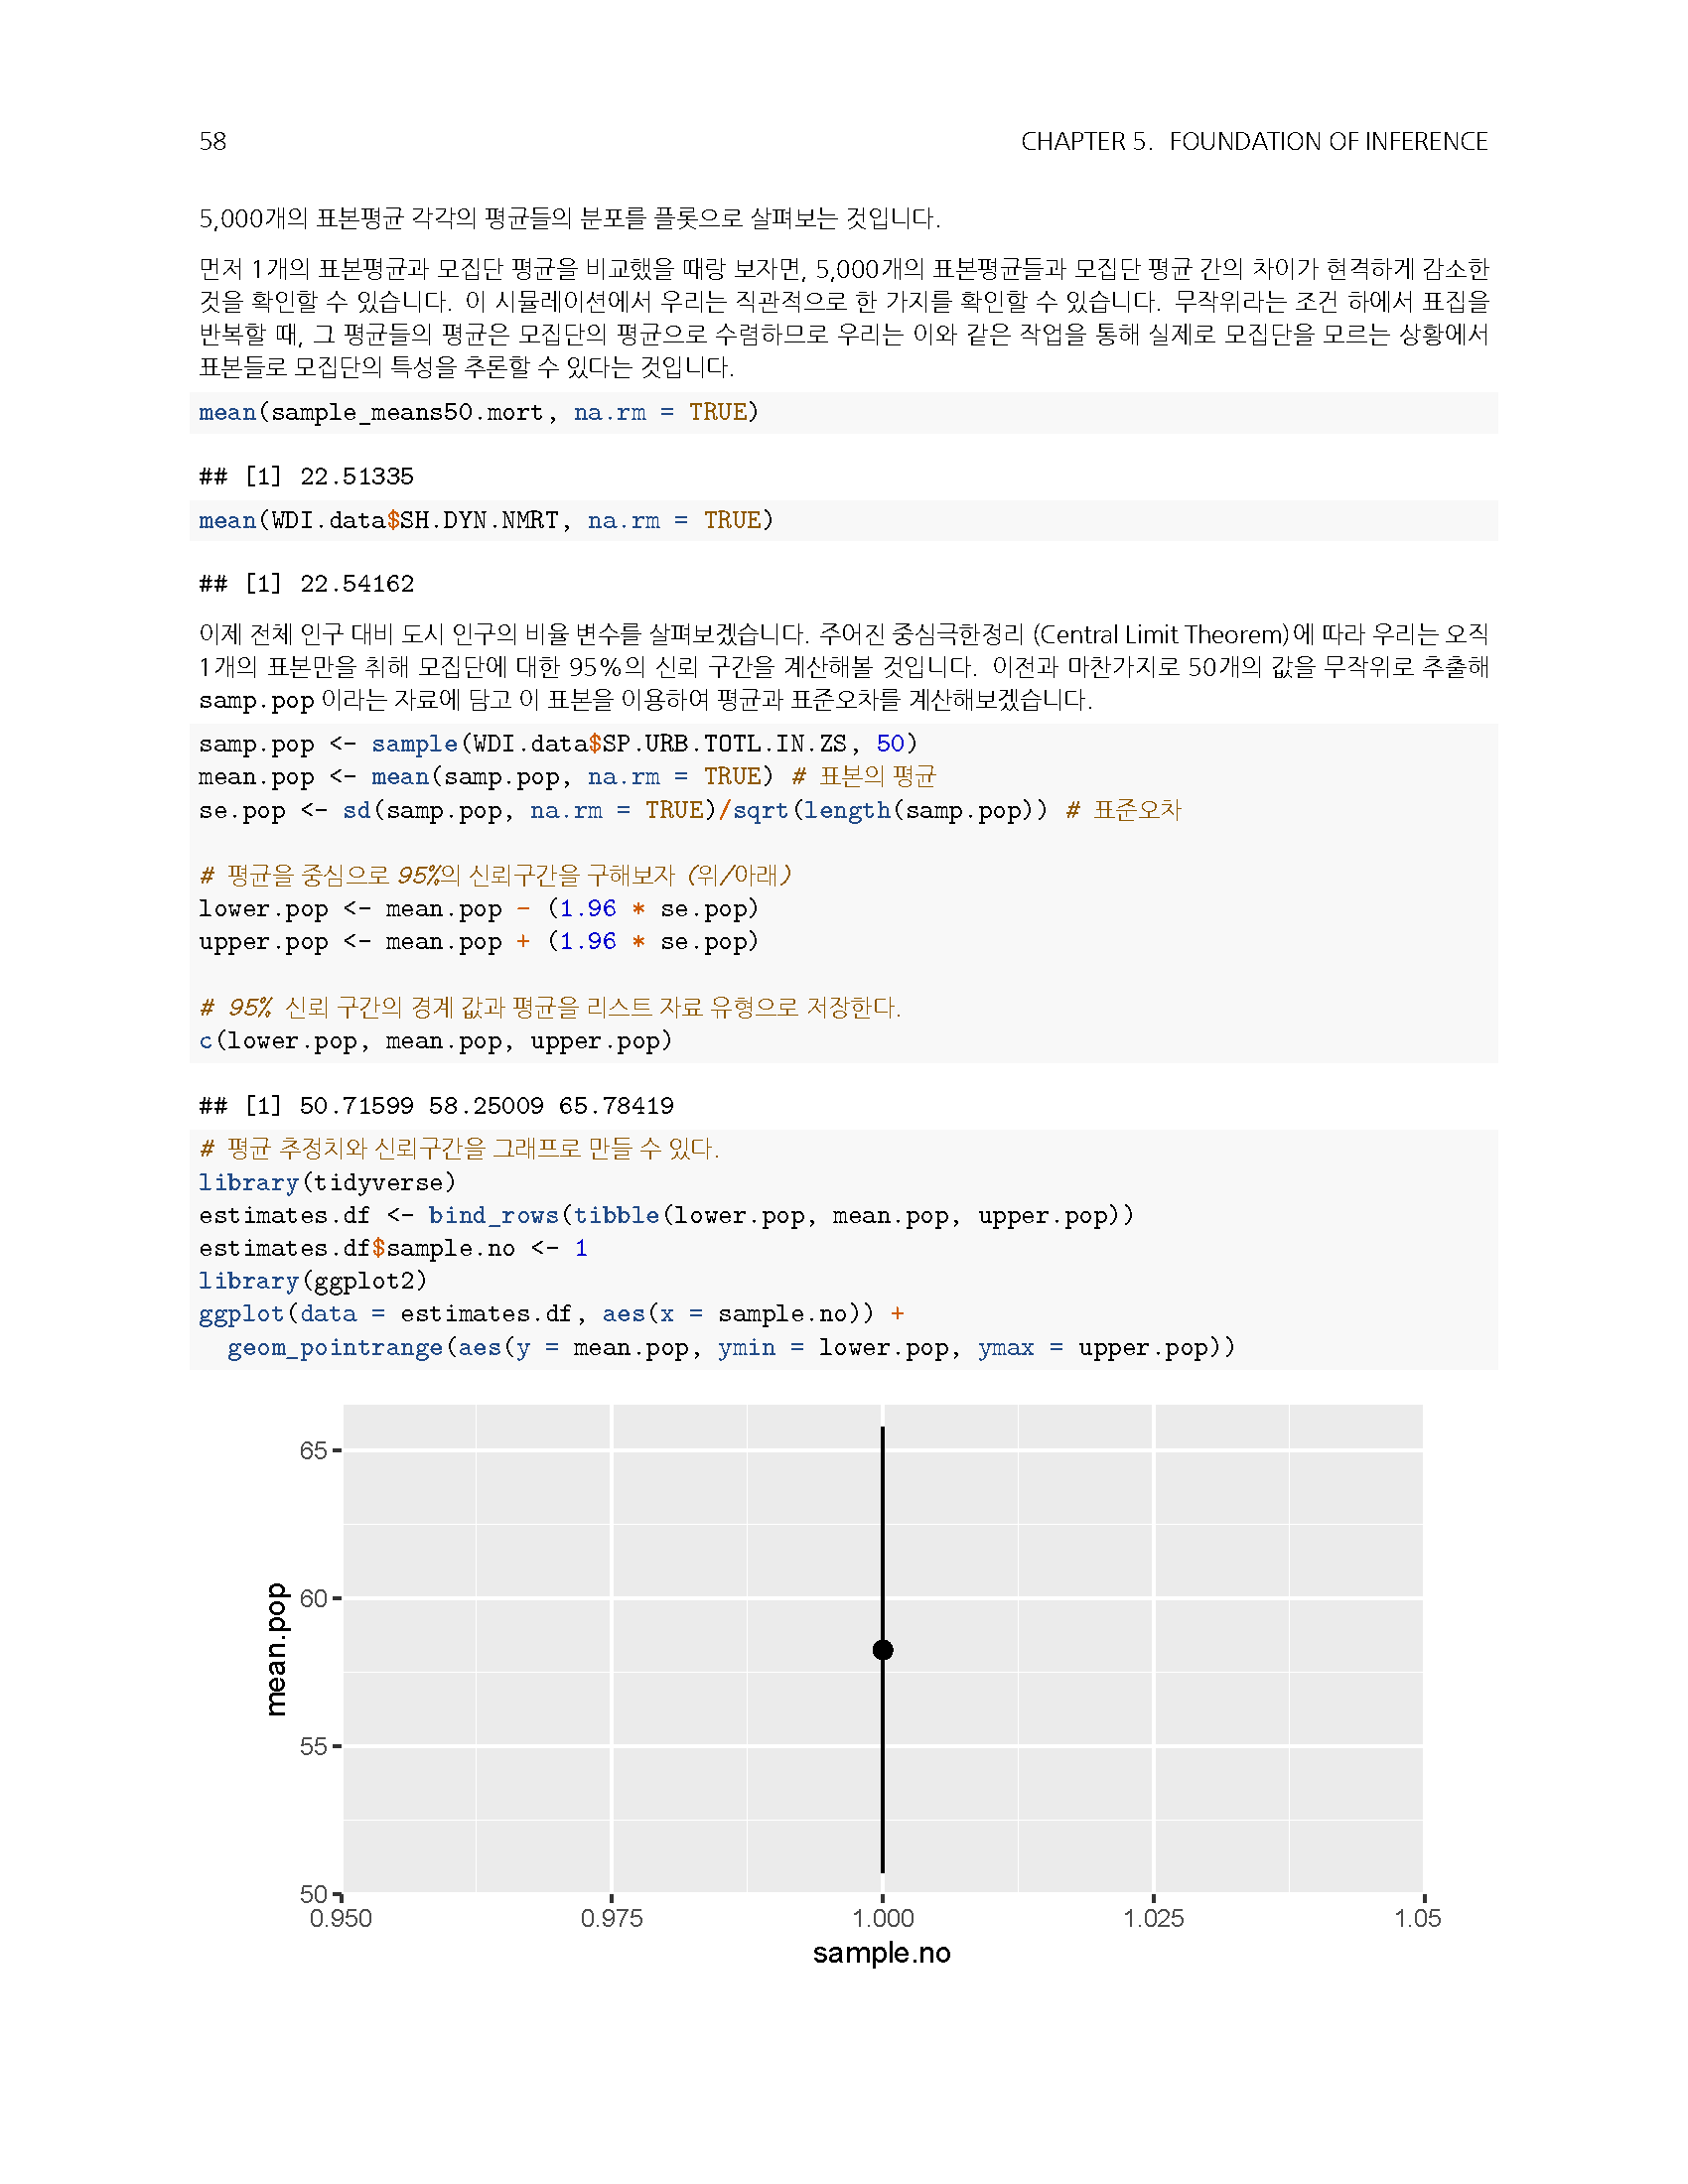 58 CHAPTER 5. FOUNDATION OF INFERENCE
5,000개의 표본평균 각각의 평균들의 분포를 플롯으로 살펴보는 것입니다.
먼저 1개의 표본평균과 모집단 평균을 비교했을 때랑 보자면, 5,000개의 표본평균들과 모집단 평균 간의 차이가 현격하게 감소한
것을 확인할 수 있습니다. 이 시뮬레이션에서 우리는 직관적으로 한 가지를 확인할 수 있습니다. 무작위라는 조건 하에서 표집을
반복할 때, 그 평균들의 평균은 모집단의 평균으로 수렴하므로 우리는 이와 같은 작업을 통해 실제로 모집단을 모르는 상황에서
표본들로 모집단의 특성을 추론할 수 있다는 것입니다.
mean(sample_means50.mort, na.rm = TRUE)
## [1] 22.51335
mean(WDI.data$SH.DYN.NMRT, na.rm = TRUE)
## [1] 22.54162
이제 전체 인구 대비 도시 인구의 비율 변수를 살펴보겠습니다. 주어진 중심극한정리 (Central Limit Theorem)에 따라 우리는 오직
1개의 표본만을 취해 모집단에 대한 95%의 신뢰 구간을 계산해볼 것입니다. 이전과 마찬가지로 50개의 값을 무작위로 추출해
samp.pop 이라는 자료에 담고 이 표본을 이용하여 평균과 표준오차를 계산해보겠습니다.
samp.pop <- sample(WDI.data$SP.URB.TOTL.IN.ZS, 50)
mean.pop <- mean(samp.pop, na.rm = TRUE) # 표본의 평균
se.pop <- sd(samp.pop, na.rm = TRUE)/sqrt(length(samp.pop)) # 표준오차
# 평균을 중심으로 95%의 신뢰구간을 구해보자 (위/아래)
lower.pop <- mean.pop - (1.96 * se.pop)
upper.pop <- mean.pop + (1.96 * se.pop)
# 95% 신뢰 구간의 경계 값과 평균을 리스트 자료 유형으로 저장한다.
c(lower.pop, mean.pop, upper.pop)
## [1] 50.71599 58.25009 65.78419
# 평균 추정치와 신뢰구간을 그래프로 만들 수 있다.
library(tidyverse)
estimates.df <- bind_rows(tibble(lower.pop, mean.pop, upper.pop))
estimates.df$sample.no <- 1
library(ggplot2)
ggplot(data = estimates.df, aes(x = sample.no)) +
  geom_pointrange(aes(y = mean.pop, ymin = lower.pop, ymax = upper.pop))
65
60
55
50
mean.pop
0.950 0.975 1.000 1.025 1.05
sample.no